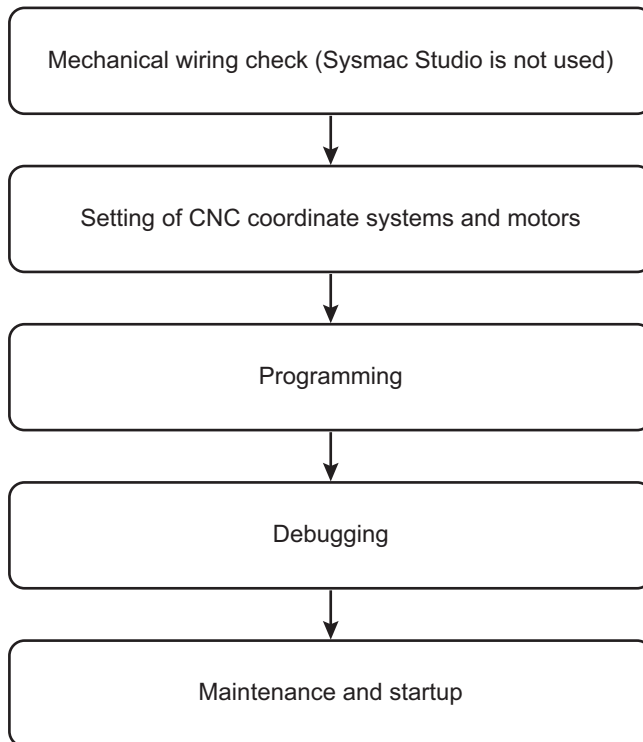 Mechanical wiring check (Sysmac Studio is not used)
Setting of CNC coordinate systems and motors
Programming
Debugging
Maintenance and startup